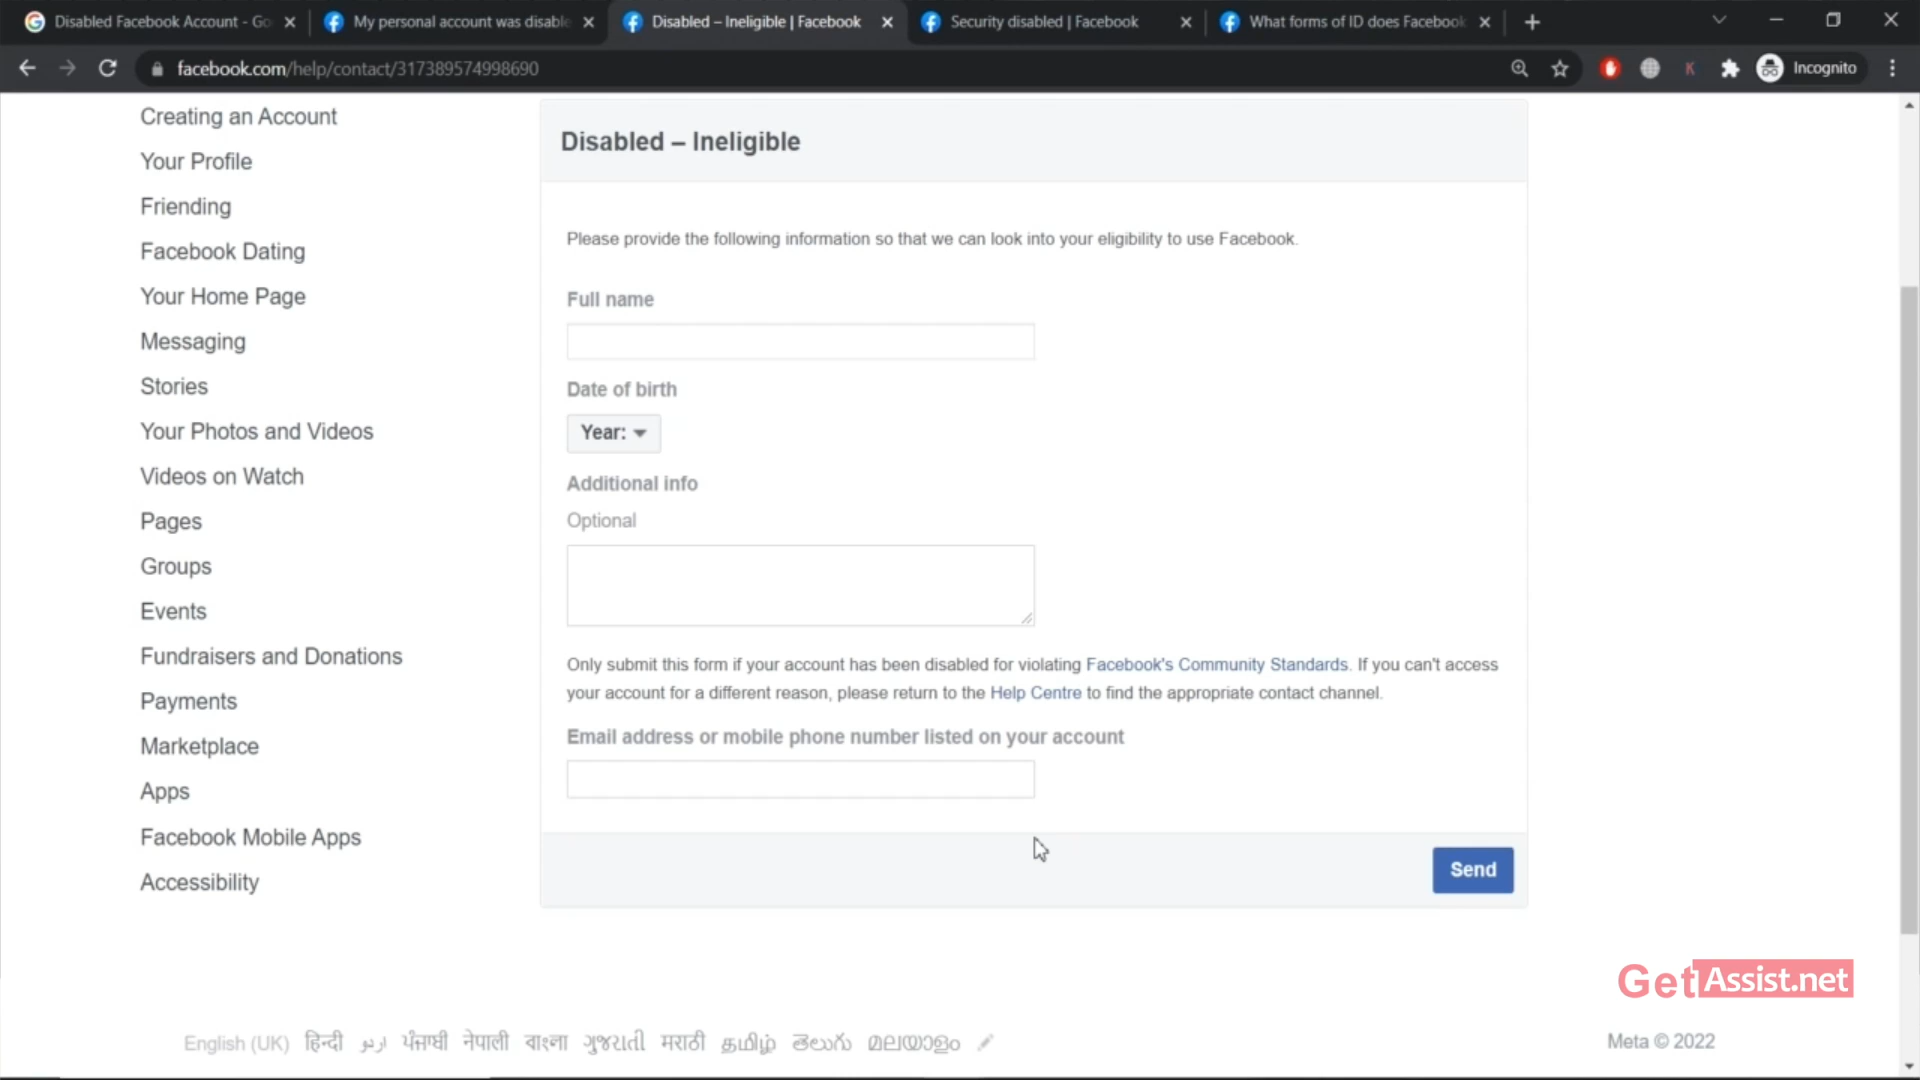 Disabled Facebook Account - Go
My personal account was disable
Disabled – Ineligible | Facebook
Security disabled | Facebook
What forms of ID does Facebook
facebook.com/help/contact/317389574998690
Incognito
Creating an Account
Your Profile
Friending
Facebook Dating
Your Home Page
Messaging
Stories
Your Photos and Videos
Videos on Watch
Pages
Groups
Events
Fundraisers and Donations
Payments
Marketplace
Apps
Facebook Mobile Apps
Accessibility
Disabled – Ineligible
Please provide the following information so that we can look into your eligibility to use Facebook.
Full name
Date of birth
Year:
Additional info
Optional
Only submit this form if your account has been disabled for violating Facebook's Community Standards. If you can't access
your account for a different reason, please return to the Help Centre to find the appropriate contact channel.
Email address or mobile phone number listed on your account
Send
GetAssist.net
English (UK) हिन्दी اردو ਪੰਜਾਬੀ नेपाली বাংলা ગુજરાતી मराठी தமிழ் తెలుగు മലയാളം
Meta © 2022